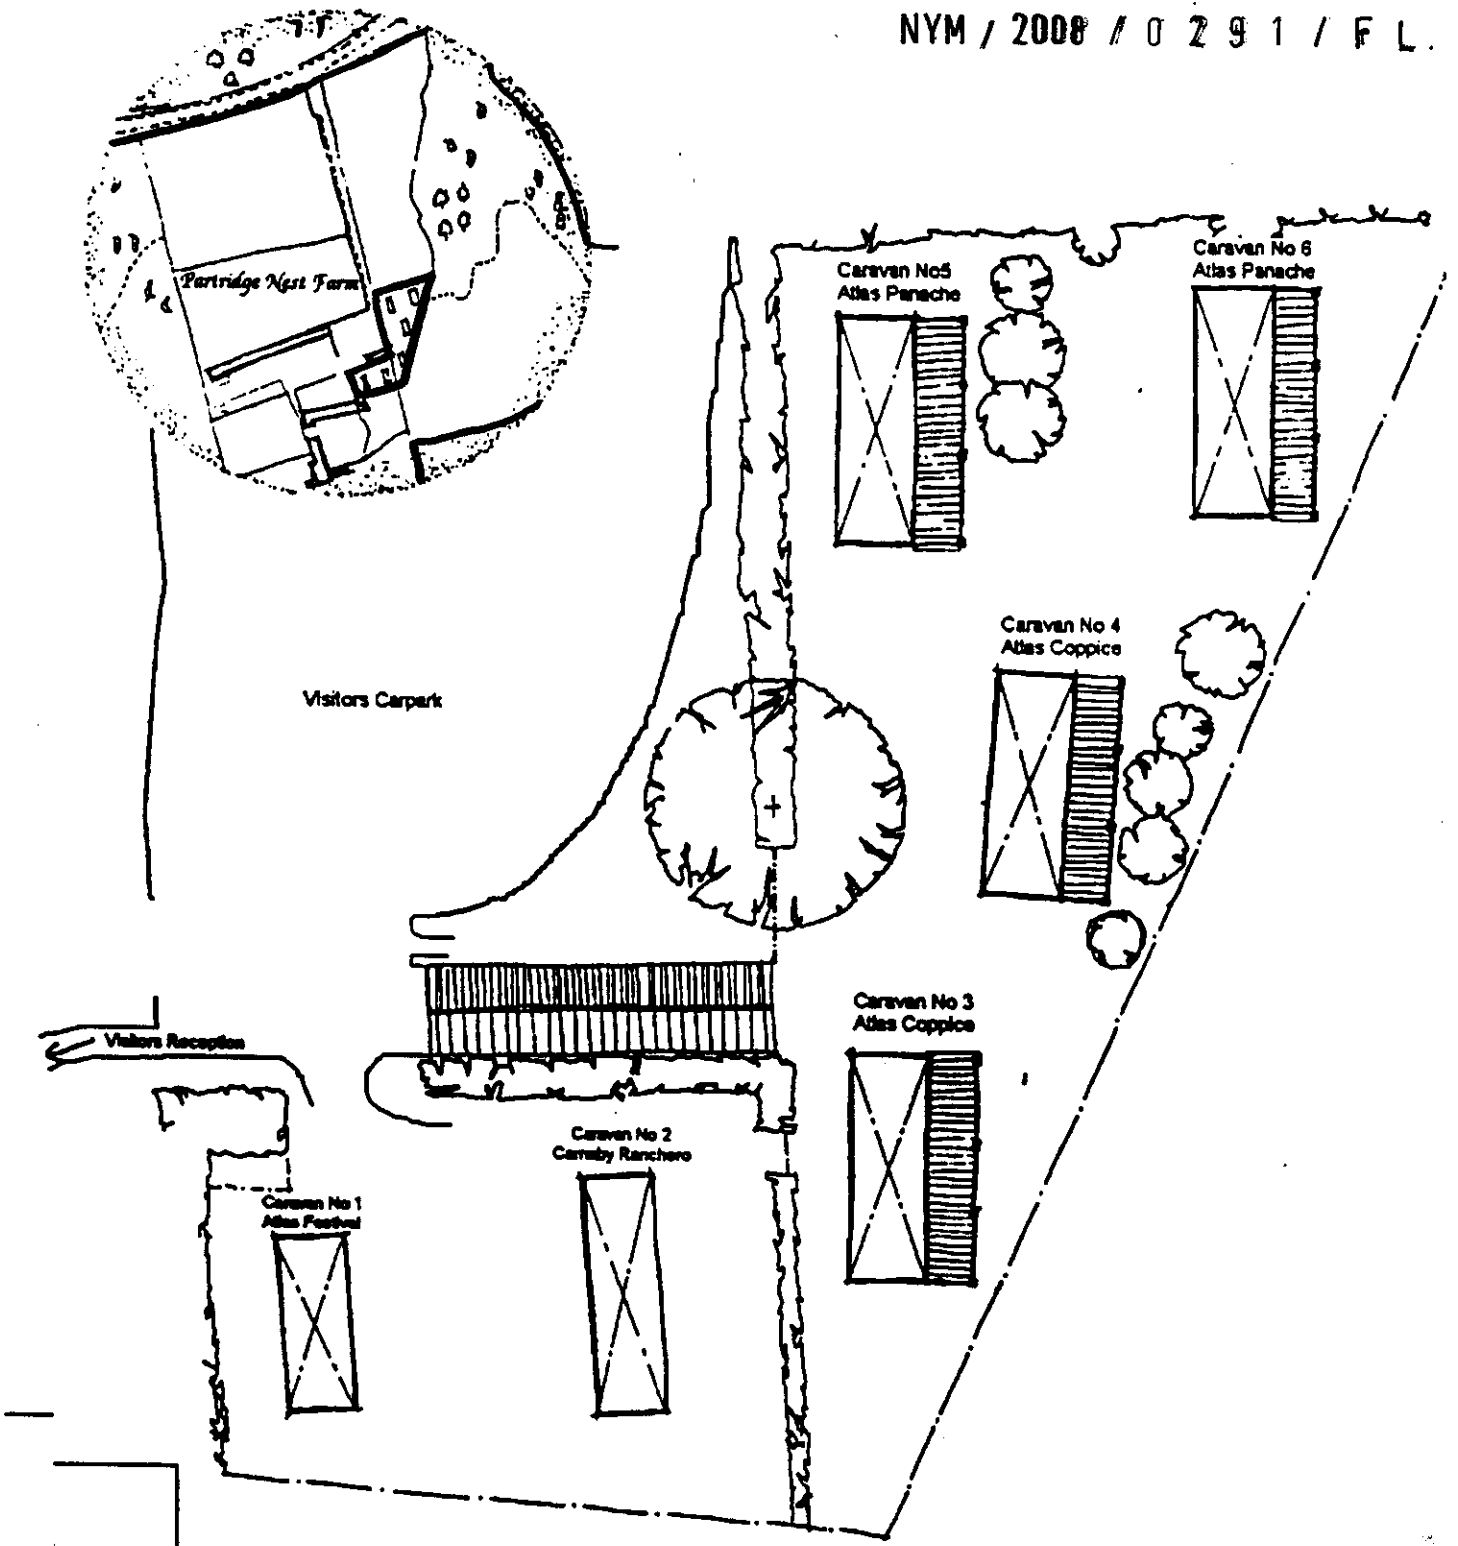 NYM / 2008 / 0 2 9 1 / F L .
Partridge Nest Farm
Caravan No5
Atlas Panache
Caravan No 6
Atlas Panache
Caravan No 4
Atlas Coppice
Visitors Carpark
Caravan No 3
Atlas Coppice
Visitors Reception
Caravan No 2
Carnaby Ranchero
Caravan No 1
Atlas Festival